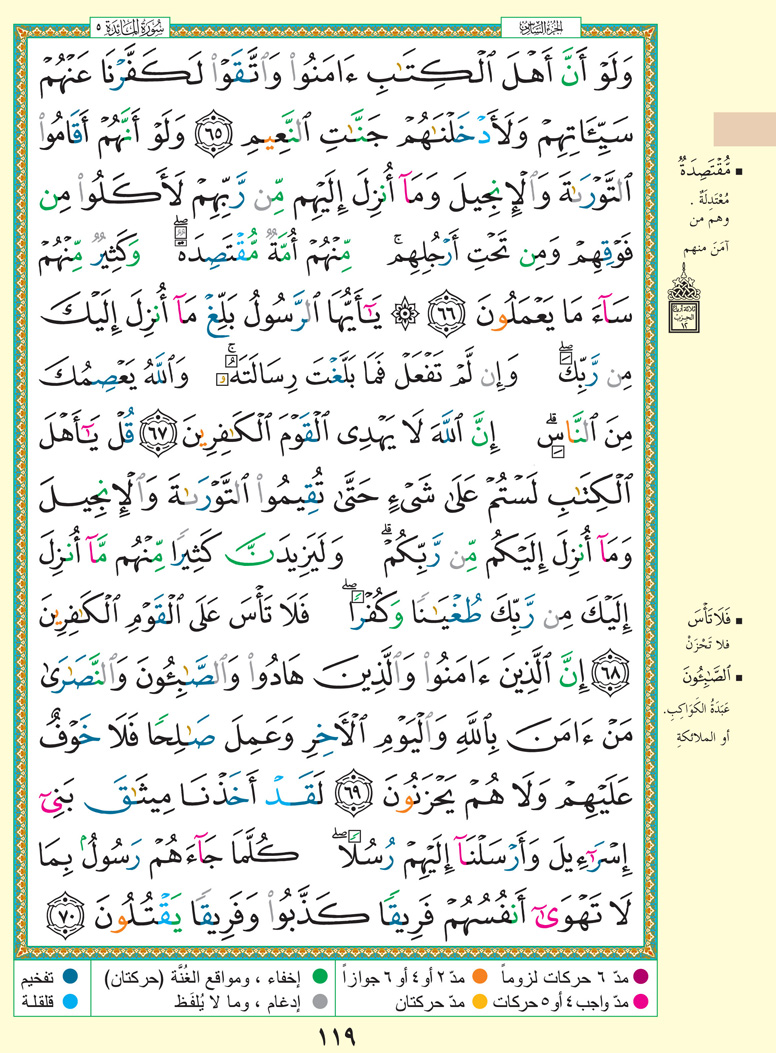 الجزء السادس
سُورَةُ المَائدة ٥
وَلَوۡ أَنَّ أَهۡلَ ٱلۡكِتَٰبِ ءَامَنُوا۟ وَٱتَّقَوۡا۟ لَكَفَّرۡنَا عَنۡهُمۡ
سَيِّـَٔاتِهِمۡ وَلَأَدۡخَلۡنَٰهُمۡ جَنَّٰتِ ٱلنَّعِيمِ ٦٥ وَلَوۡ أَنَّهُمۡ أَقَامُوا۟
ٱلتَّوۡرَىٰةَ وَٱلۡإِنجِيلَ وَمَآ أُنزِلَ إِلَيۡهِم مِّن رَّبِّهِمۡ لَأَكَلُوا۟ مِن
فَوۡقِهِمۡ وَمِن تَحۡتِ أَرۡجُلِهِمۚ مِّنۡهُمۡ أُمَّةٌ مُّقۡتَصِدَةٌۖ وَكَثِيرٌ مِّنۡهُمۡ
سَآءَ مَا يَعۡمَلُونَ ٦٦ ۞ يَٰٓأَيُّهَا ٱلرَّسُولُ بَلِّغۡ مَآ أُنزِلَ إِلَيۡكَ
مِن رَّبِّكَۖ وَإِن لَّمۡ تَفۡعَلۡ فَمَا بَلَّغۡتَ رِسَالَتَهُۥۚ وَٱللَّهُ يَعۡصِمُكَ
مِنَ ٱلنَّاسِۗ إِنَّ ٱللَّهَ لَا يَهۡدِى ٱلۡقَوۡمَ ٱلۡكَٰفِرِينَ ٦٧ قُلۡ يَٰٓأَهۡلَ
ٱلۡكِتَٰبِ لَسۡتُمۡ عَلَىٰ شَىۡءٍ حَتَّىٰ تُقِيمُوا۟ ٱلتَّوۡرَىٰةَ وَٱلۡإِنجِيلَ
وَمَآ أُنزِلَ إِلَيۡكُم مِّن رَّبِّكُمۡۗ وَلَيَزِيدَنَّ كَثِيرًا مِّنۡهُم مَّآ أُنزِلَ
إِلَيۡكَ مِن رَّبِّكَ طُغۡيَٰنًا وَكُفۡرًاۖ فَلَا تَأۡسَ عَلَى ٱلۡقَوۡمِ ٱلۡكَٰفِرِينَ
٦٨ إِنَّ ٱلَّذِينَ ءَامَنُوا۟ وَٱلَّذِينَ هَادُوا۟ وَٱلصَّٰبِـُٔونَ وَٱلنَّصَٰرَىٰ
مَنۡ ءَامَنَ بِٱللَّهِ وَٱلۡيَوۡمِ ٱلۡأَخِرِ وَعَمِلَ صَٰلِحًا فَلَا خَوۡفٌ
عَلَيۡهِمۡ وَلَا هُمۡ يَحۡزَنُونَ ٦٩ لَقَدۡ أَخَذۡنَا مِيثَٰقَ بَنِىٓ
إِسۡرَٰٓءِيلَ وَأَرۡسَلۡنَآ إِلَيۡهِمۡ رُسُلًاۖ كُلَّمَا جَآءَهُمۡ رَسُولُۢ بِمَا
لَا تَهۡوَىٰٓ أَنفُسُهُمۡ فَرِيقًا كَذَّبُوا۟ وَفَرِيقًا يَقۡتُلُونَ ٧٠
مُّقۡتَصِدَةٌ
مُعْتَدِلَةٌ .
وهم من
آمَنَ منهم
ثلاثة أرباع
الحزب
١٢
فَلَا تَأۡسَ
فلا تَحْزَنْ
ٱلصَّٰبِـُٔونَ
عَبَدَةُ الكَوَاكِبِ.
أو الملائكةِ
مدّ ٦ حركات لزوماً
مدّ ٢ أو ٤ أو ٦ جوازاً
إخفاء ، ومواقع الغُنَّة (حركتان)
تفخيم
مدّ واجب ٤ أو ٥ حركات
مدّ حركتان
إدغام ، وما لا يُلفَظ
قلقلة
١١٩